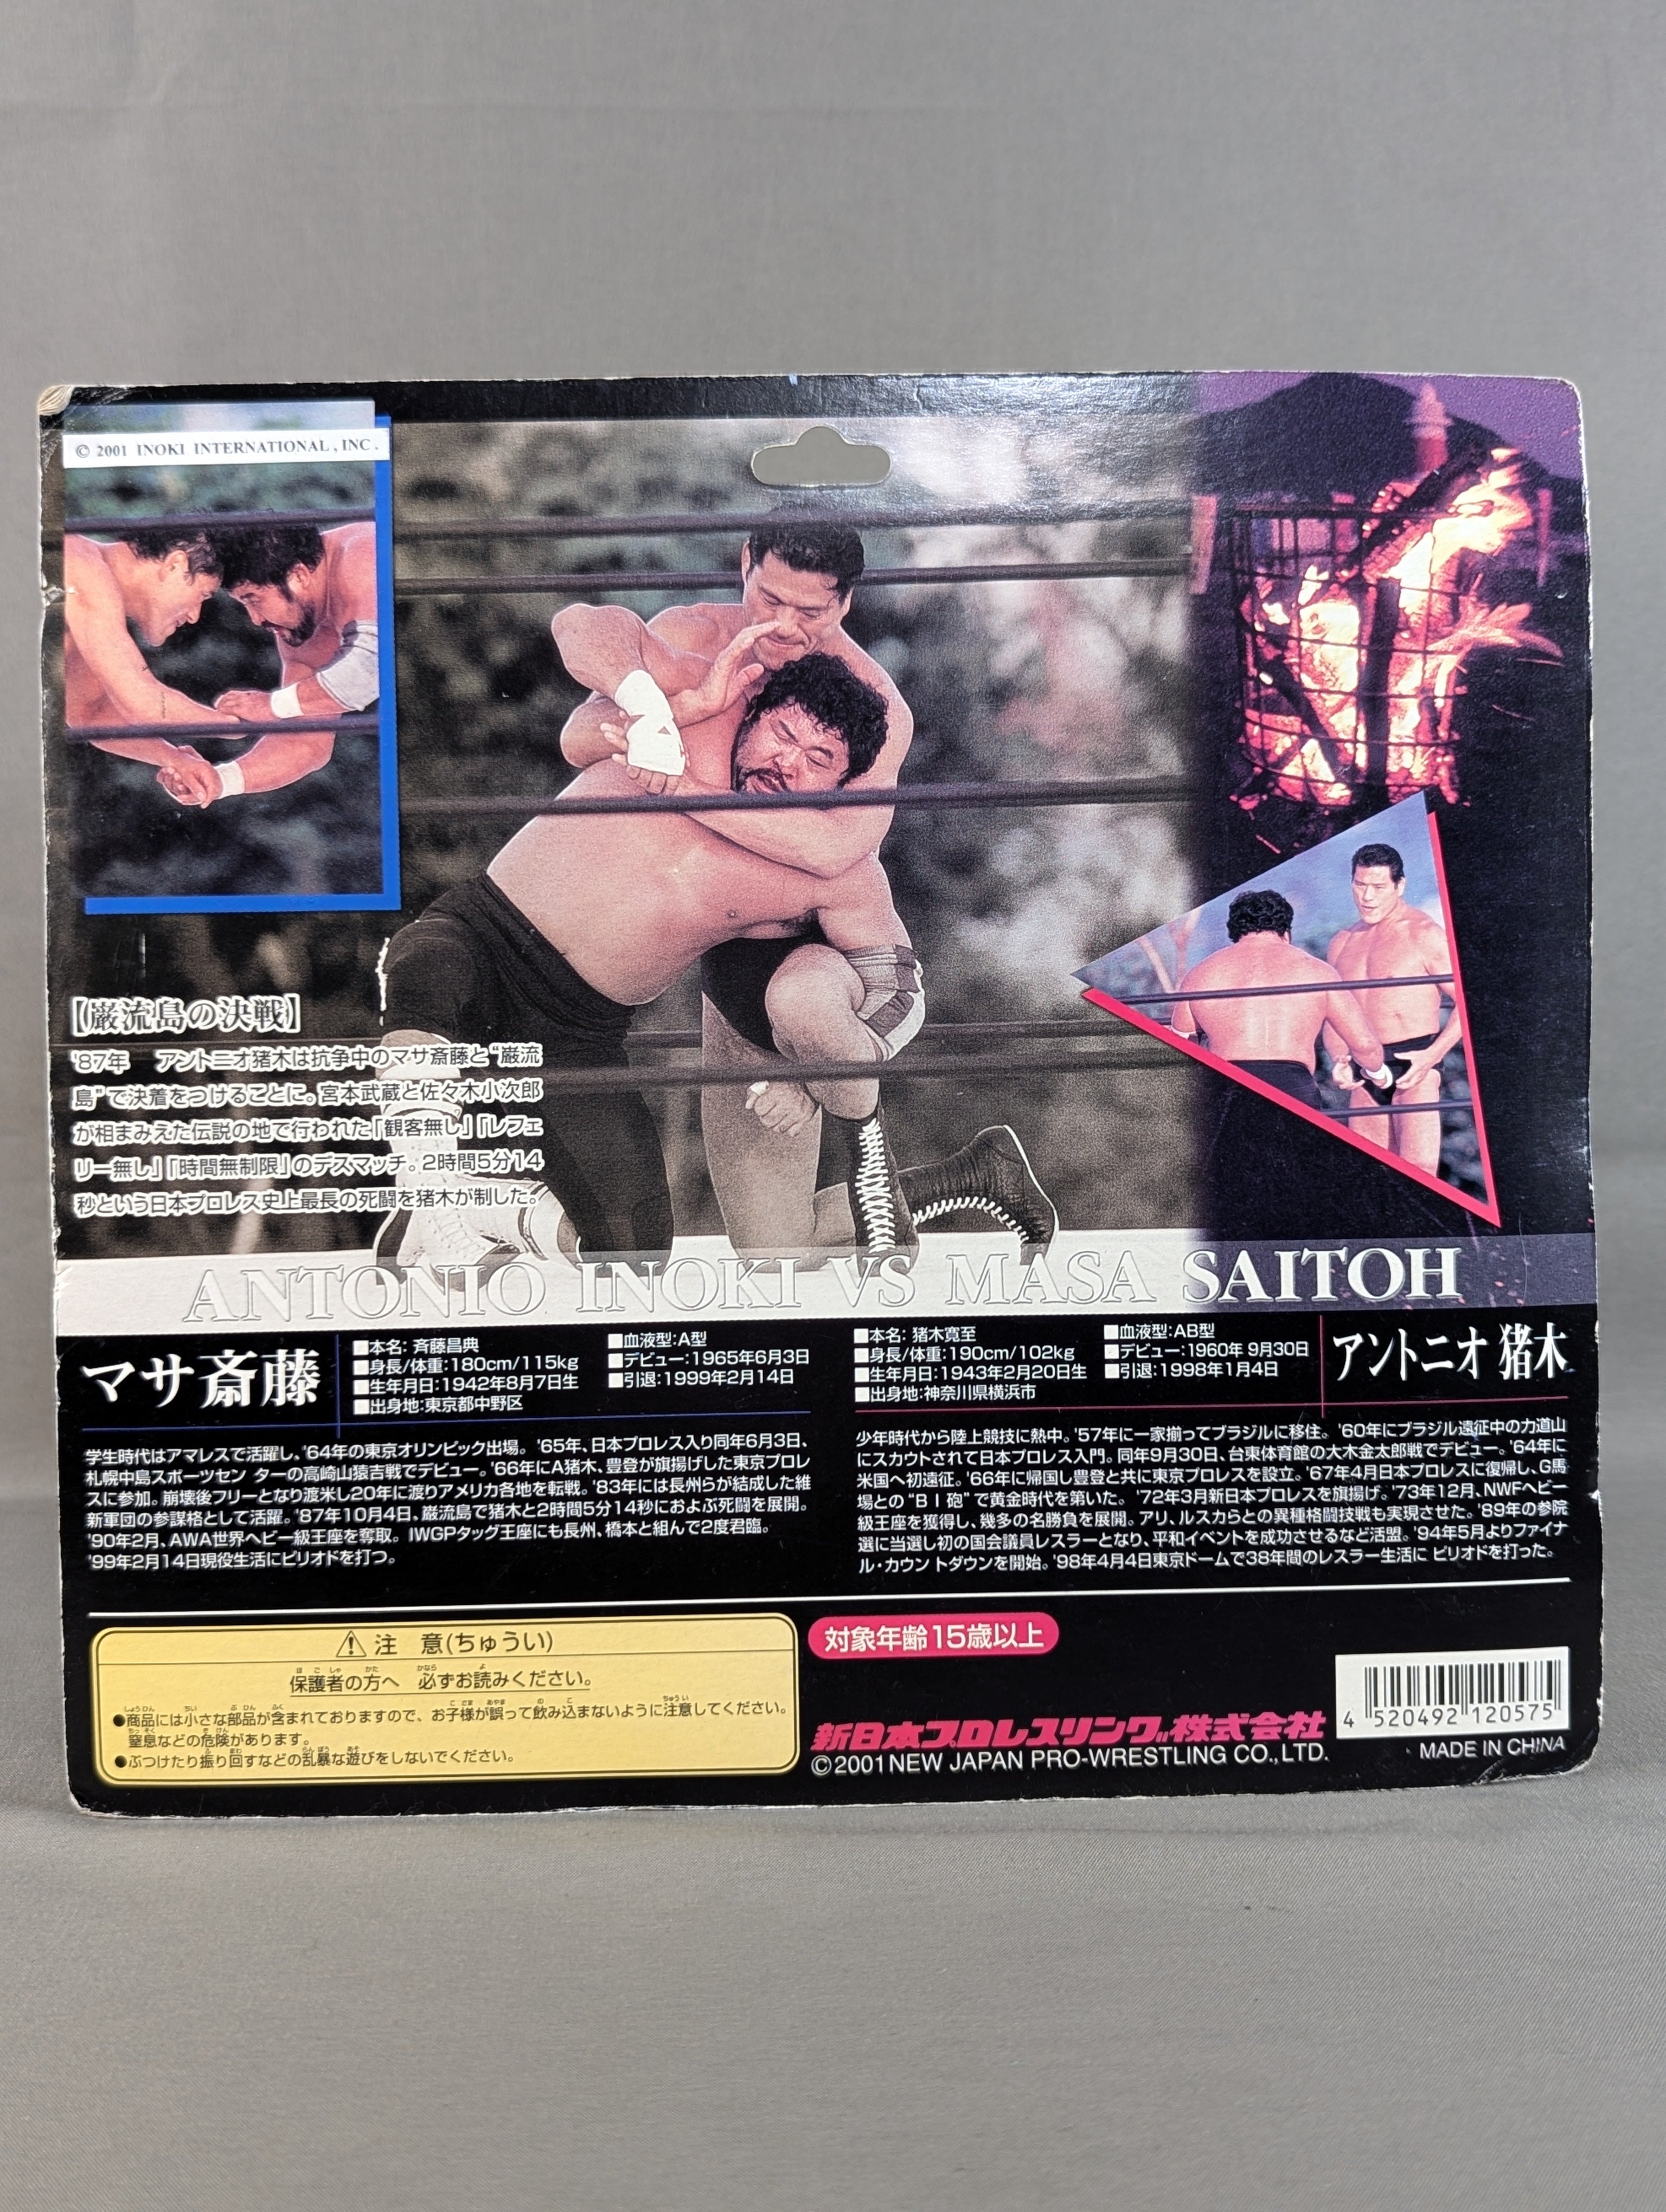 © 2001 INOKI INTERNATIONAL, INC.
【巌流島の決戦】
'87年　アントニオ猪木は抗争中のマサ斎藤と“巌流
島”で決着をつけることに。宮本武蔵と佐々木小次郎
が相まみえた伝説の地で行われた「観客無し」「レフェ
リー無し」「時間無制限」のデスマッチ。2時間5分14
秒という日本プロレス史上最長の死闘を猪木が制した。
ANTONIO INOKI VS MASA SAITOH
マサ斎藤
■本名：斉藤昌典
■身長/体重：180cm/115kg
■生年月日：1942年8月7日生
■出身地：東京都中野区
■血液型：A型
■デビュー：1965年6月3日
■引退：1999年2月14日
学生時代はアマレスで活躍し、'64年の東京オリンピック出場。'65年、日本プロレス入り同年6月3日、
札幌中島スポーツセン ターの高崎山猿吉戦でデビュー。'66年にA猪木、豊登が旗揚げした東京プロレ
スに参加。崩壊後フリーとなり渡米し20年に渡りアメリカ各地を転戦。'83年には長州らが結成した維
新軍団の参謀格として活躍。'87年10月4日、巌流島で猪木と2時間5分14秒におよぶ死闘を展開。
'90年2月、AWA世界ヘビー級王座を奪取。IWGPタッグ王座にも長州、橋本と組んで2度君臨。
'99年2月14日現役生活にピリオドを打つ。
■本名：猪木寛至
■身長/体重：190cm/102kg
■生年月日：1943年2月20日生
■出身地：神奈川県横浜市
■血液型：AB型
■デビュー：1960年 9月30日
■引退：1998年1月4日
アントニオ 猪木
少年時代から陸上競技に熱中。'57年に一家揃ってブラジルに移住。'60年にブラジル遠征中の力道山
にスカウトされて日本プロレス入門。同年9月30日、台東体育館の大木金太郎戦でデビュー。'64年に
米国へ初遠征。'66年に帰国し豊登と共に東京プロレスを設立。'67年4月日本プロレスに復帰し、G馬
場との“ＢＩ砲”で黄金時代を築いた。'72年3月新日本プロレスを旗揚げ。'73年12月、NWFヘビー
級王座を獲得し、幾多の名勝負を展開。アリ、ルスカらとの異種格闘技戦も実現させた。'89年の参院
選に当選し初の国会議員レスラーとなり、平和イベントを成功させるなど活躍。'94年5月よりファイナ
ル・カウン トダウンを開始。'98年4月4日東京ドームで38年間のレスラー生活に ピリオドを打った。
⚠ 注　意(ちゅうい)
保護者の方へ　必ずお読みください。
●商品には小さな部品が含まれておりますので、お子様が誤って飲み込まないように注意してください。
窒息などの危険があります。
●ぶつけたり振り回すなどの乱暴な遊びをしないでください。
対象年齢15歳以上
新日本プロレスリング株式会社
©2001 NEW JAPAN PRO-WRESTLING CO.,LTD.
4 520492 120575
MADE IN CHINA